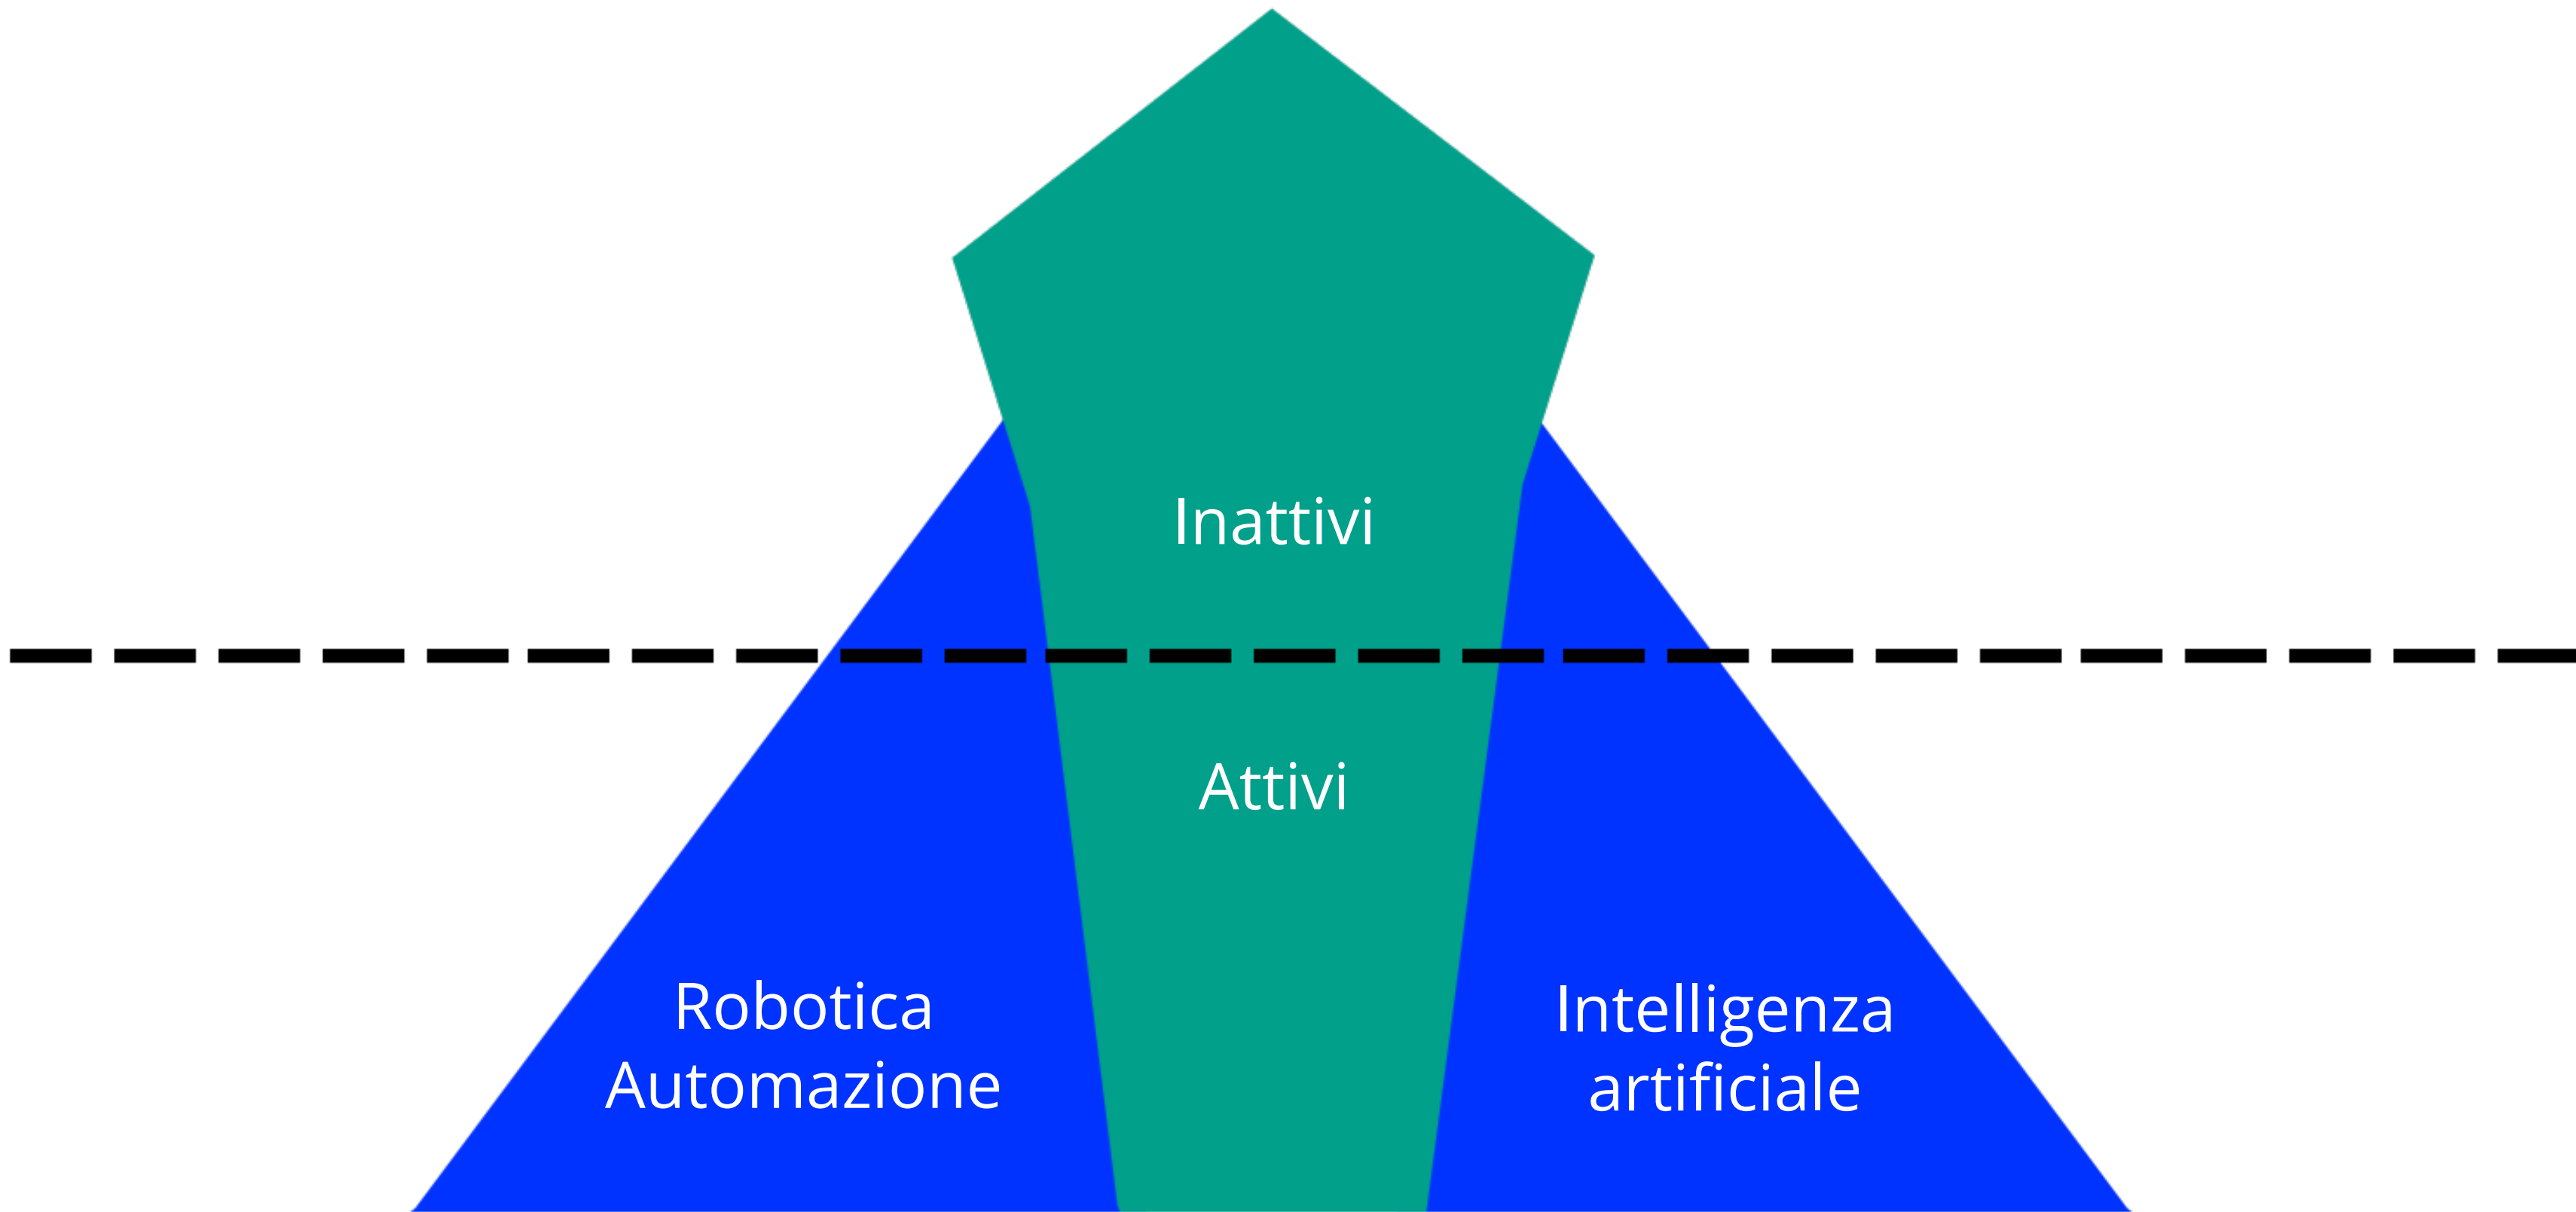 Inattivi
Attivi
Robotica
Automazione
Intelligenza
artificiale